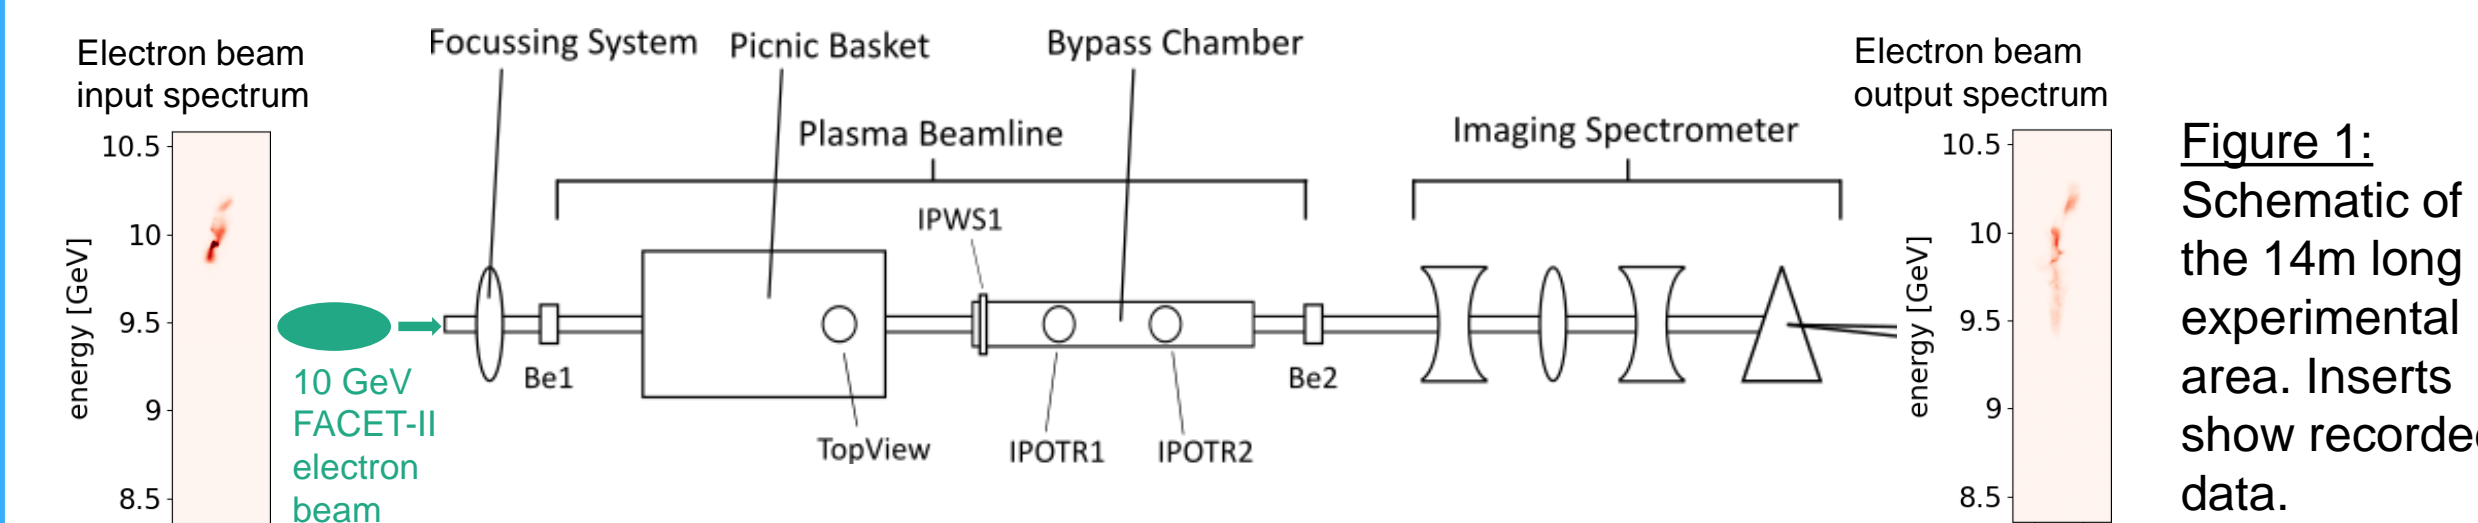 Electron beam
input spectrum
10.5
10
9.5
9
8.5
energy [GeV]
10 GeV
FACET-II
electron
beam
Focussing System
Picnic Basket
Bypass Chamber
Plasma Beamline
Imaging Spectrometer
IPWS1
Be1
Be2
TopView
IPOTR1
IPOTR2
Electron beam
output spectrum
10.5
10
9.5
9
8.5
energy [GeV]
Figure 1:
Schematic of
the 14m long
experimental
area. Inserts
show recorded
data.